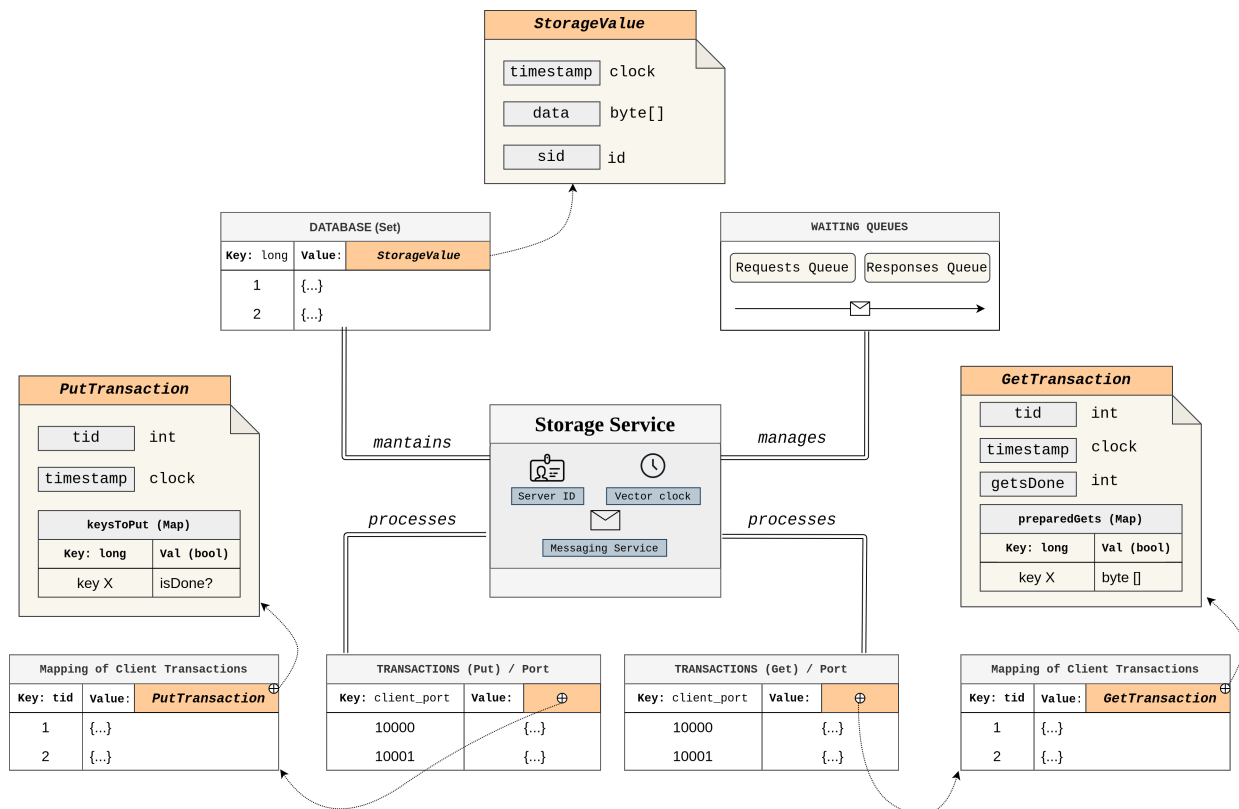 StorageValue
timestamp clock
data byte[]
sid id
DATABASE (Set)
Key: long Value: StorageValue
1 {...}
2 {...}
WAITING QUEUES
Requests Queue Responses Queue
PutTransaction
tid int
timestamp clock
keysToPut (Map)
Key: long Val (bool)
key X isDone?
GetTransaction
tid int
timestamp clock
getsDone int
preparedGets (Map)
Key: long Val (bool)
key X byte []
mantains
manages
processes
processes
Storage Service
Server ID Vector clock
Messaging Service
Mapping of Client Transactions
Key: tid Value: PutTransaction
1 {...}
2 {...}
TRANSACTIONS (Put) / Port
Key: client_port Value:
10000 {...}
10001 {...}
TRANSACTIONS (Get) / Port
Key: client_port Value:
10000 {...}
10001 {...}
Mapping of Client Transactions
Key: tid Value: GetTransaction
1 {...}
2 {...}